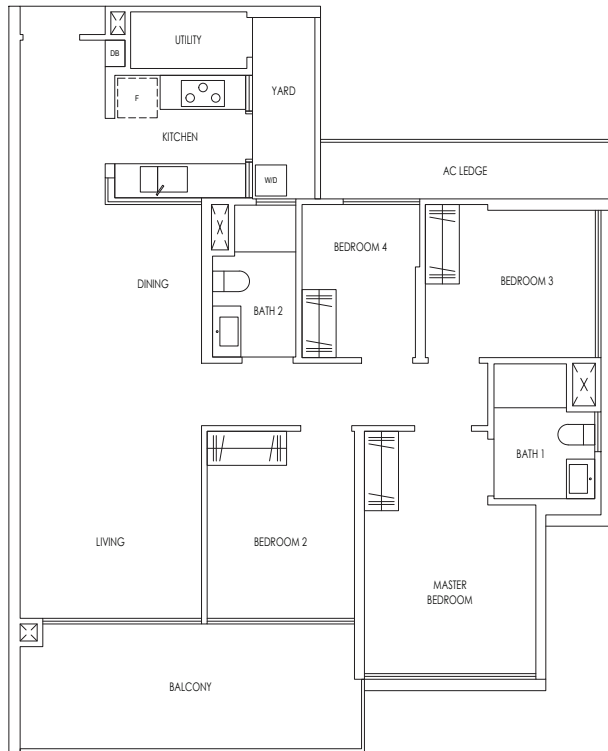 UTILITY
DB
YARD
F
KITCHEN
W/D
AC LEDGE
BEDROOM 4
BEDROOM 3
DINING
BATH 2
BATH 1
LIVING
BEDROOM 2
MASTER
BEDROOM
BALCONY